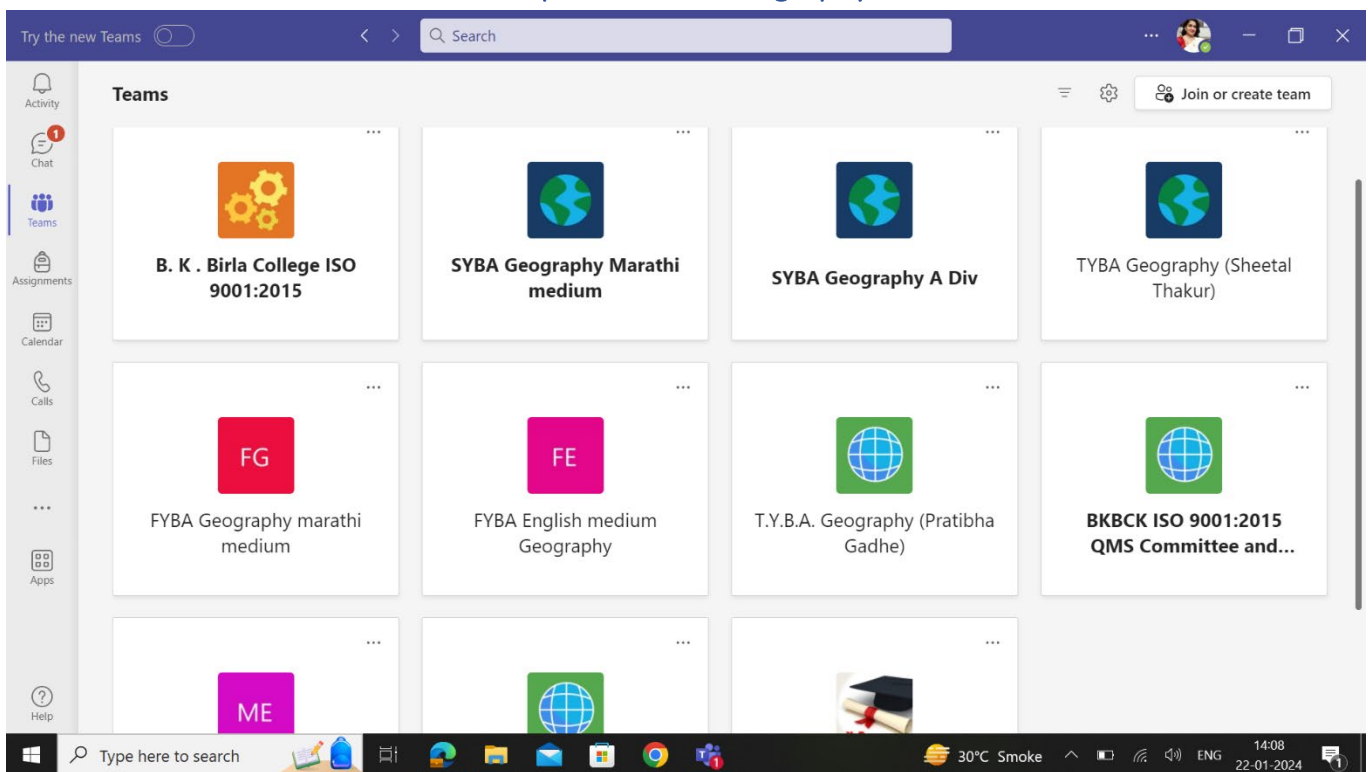 Try the new Teams
Search
Activity
Teams
Join or create team
1
Chat
Teams
Assignments
Calendar
Calls
Files
Apps
Help
B. K . Birla College ISO
9001:2015
SYBA Geography Marathi
medium
SYBA Geography A Div
TYBA Geography (Sheetal
Thakur)
FG
FYBA Geography marathi
medium
FE
FYBA English medium
Geography
T.Y.B.A. Geography (Pratibha
Gadhe)
BKBCK ISO 9001:2015
QMS Committee and...
ME
Type here to search
30°C Smoke
ENG
14:08
22-01-2024
1